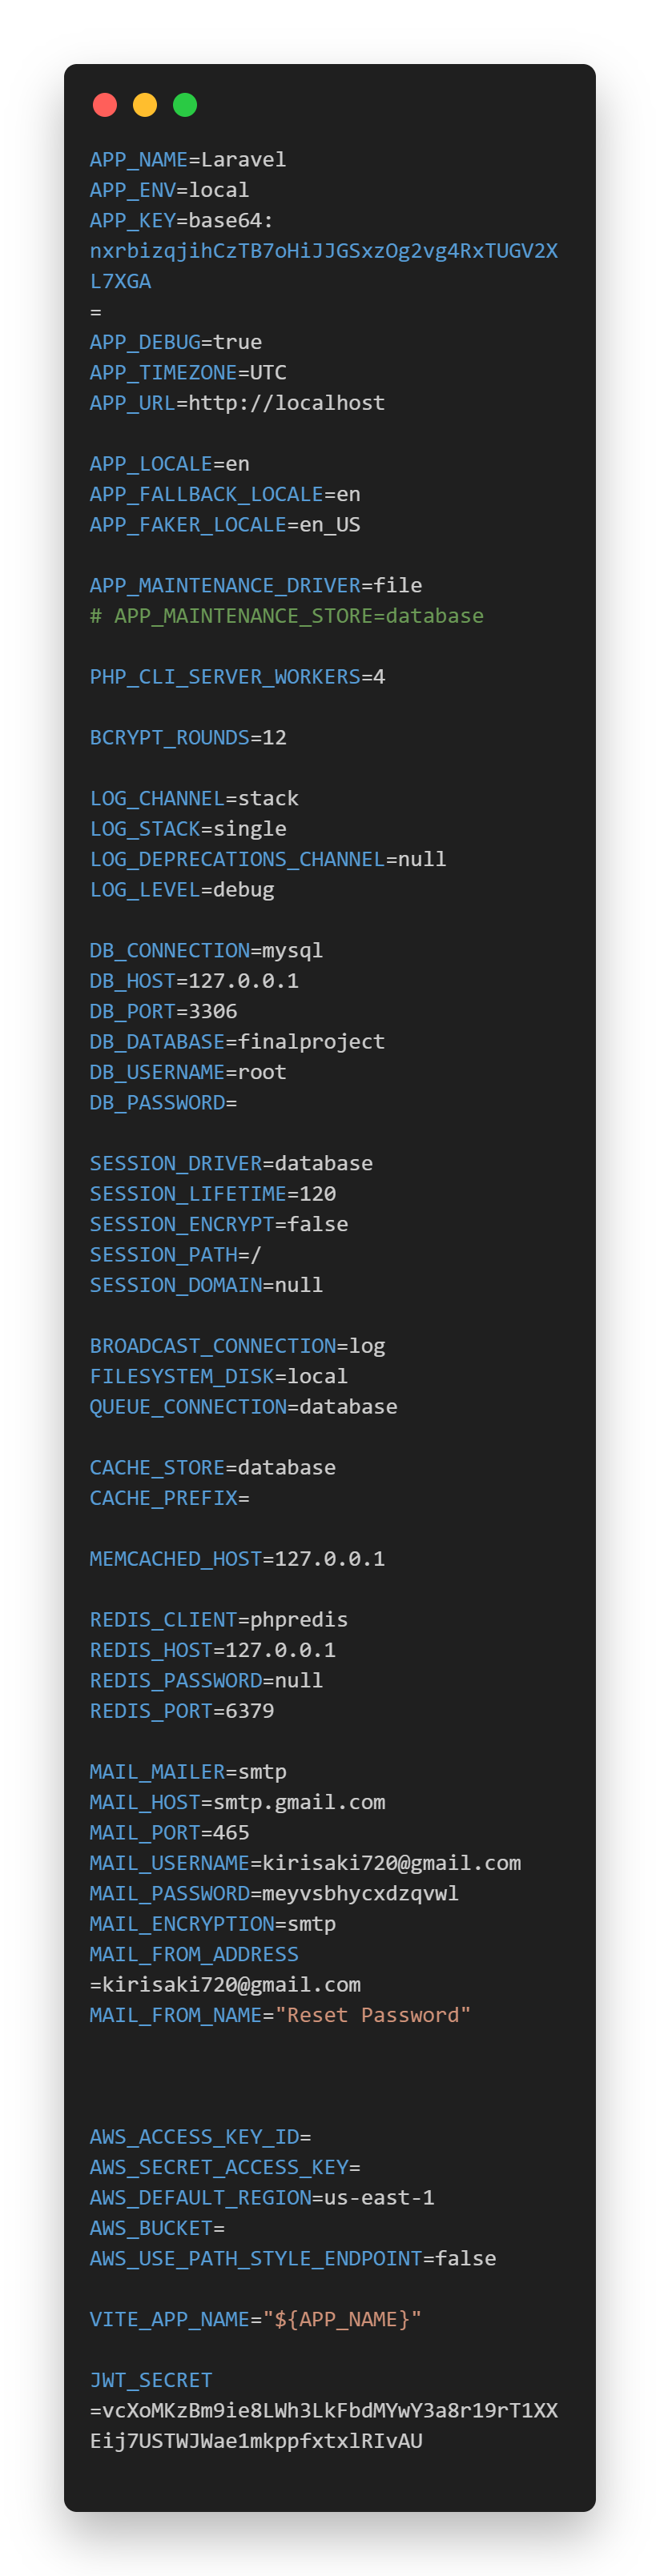 APP_NAME=Laravel
APP_ENV=local
APP_KEY=base64:
nxrbizqjihCzTB7oHiJJGSxzOg2vg4RxTUGV2X
L7XGA
=
APP_DEBUG=true
APP_TIMEZONE=UTC
APP_URL=http://localhost
APP_LOCALE=en
APP_FALLBACK_LOCALE=en
APP_FAKER_LOCALE=en_US
APP_MAINTENANCE_DRIVER=file
# APP_MAINTENANCE_STORE=database
PHP_CLI_SERVER_WORKERS=4
BCRYPT_ROUNDS=12
LOG_CHANNEL=stack
LOG_STACK=single
LOG_DEPRECATIONS_CHANNEL=null
LOG_LEVEL=debug
DB_CONNECTION=mysql
DB_HOST=127.0.0.1
DB_PORT=3306
DB_DATABASE=finalproject
DB_USERNAME=root
DB_PASSWORD=
SESSION_DRIVER=database
SESSION_LIFETIME=120
SESSION_ENCRYPT=false
SESSION_PATH=/
SESSION_DOMAIN=null
BROADCAST_CONNECTION=log
FILESYSTEM_DISK=local
QUEUE_CONNECTION=database
CACHE_STORE=database
CACHE_PREFIX=
MEMCACHED_HOST=127.0.0.1
REDIS_CLIENT=phpredis
REDIS_HOST=127.0.0.1
REDIS_PASSWORD=null
REDIS_PORT=6379
MAIL_MAILER=smtp
MAIL_HOST=smtp.gmail.com
MAIL_PORT=465
MAIL_USERNAME=kirisaki720@gmail.com
MAIL_PASSWORD=meyvsbhycxdzqvwl
MAIL_ENCRYPTION=smtp
MAIL_FROM_ADDRESS
=kirisaki720@gmail.com
MAIL_FROM_NAME="Reset Password"
AWS_ACCESS_KEY_ID=
AWS_SECRET_ACCESS_KEY=
AWS_DEFAULT_REGION=us-east-1
AWS_BUCKET=
AWS_USE_PATH_STYLE_ENDPOINT=false
VITE_APP_NAME="${APP_NAME}"
JWT_SECRET
=vcXoMKzBm9ie8LWh3LkFbdMYwY3a8r19rT1XX
Eij7USTWJWae1mkppfxtxlRIvAU